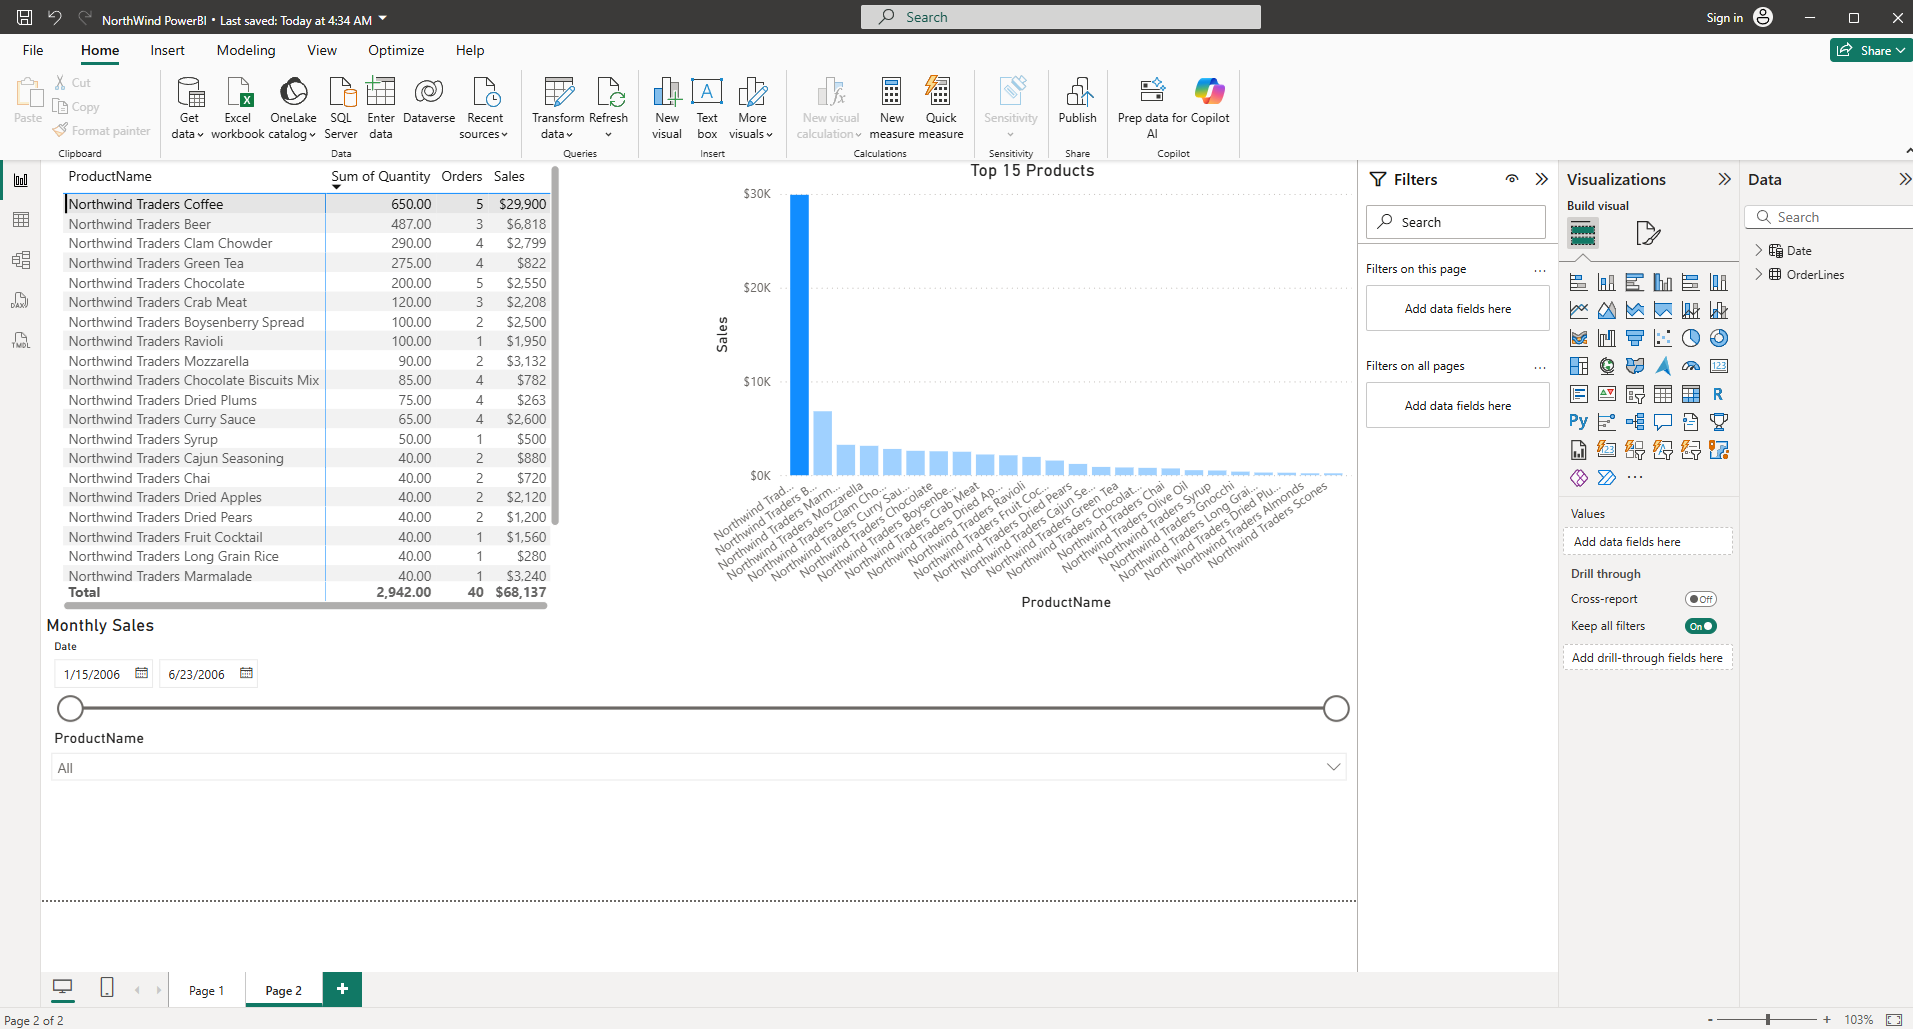 NorthWind PowerBI • Last saved: Today at 4:34 AM
Search
Sign in
File Home Insert Modeling View Optimize Help
Share
Paste
Cut
Copy
Format painter
Clipboard
Get data
Excel workbook
OneLake catalog
SQL Server
Enter data
Dataverse
Recent sources
Data
Transform data
Refresh
Queries
New visual
Text box
More visuals
Insert
New visual calculation
New measure
Quick measure
Calculations
Sensitivity
Sensitivity
Publish
Share
Prep data for AI
Copilot
Copilot
DAX
TMDL
ProductName Sum of Quantity Orders Sales
Northwind Traders Coffee 650.00 5 $29,900
Northwind Traders Beer 487.00 3 $6,818
Northwind Traders Clam Chowder 290.00 4 $2,799
Northwind Traders Green Tea 275.00 4 $822
Northwind Traders Chocolate 200.00 5 $2,550
Northwind Traders Crab Meat 120.00 3 $2,208
Northwind Traders Boysenberry Spread 100.00 2 $2,500
Northwind Traders Ravioli 100.00 1 $1,950
Northwind Traders Mozzarella 90.00 2 $3,132
Northwind Traders Chocolate Biscuits Mix 85.00 4 $782
Northwind Traders Dried Plums 75.00 4 $263
Northwind Traders Curry Sauce 65.00 4 $2,600
Northwind Traders Syrup 50.00 1 $500
Northwind Traders Cajun Seasoning 40.00 2 $880
Northwind Traders Chai 40.00 2 $720
Northwind Traders Dried Apples 40.00 2 $2,120
Northwind Traders Dried Pears 40.00 2 $1,200
Northwind Traders Fruit Cocktail 40.00 1 $1,560
Northwind Traders Long Grain Rice 40.00 1 $280
Northwind Traders Marmalade 40.00 1 $3,240
Total 2,942.00 40 $68,137
Top 15 Products
$30K
$20K
$10K
$0K
Sales
Northwind Trad...
Northwind Traders B...
Northwind Traders Marm...
Northwind Traders Mozzarella
Northwind Traders Clam Cho...
Northwind Traders Curry Sau...
Northwind Traders Chocolate
Northwind Traders Boysenbe...
Northwind Traders Crab Meat
Northwind Traders Dried Ap...
Northwind Traders Ravioli
Northwind Traders Fruit Coc...
Northwind Traders Dried Pears
Northwind Traders Cajun Se...
Northwind Traders Green Tea
Northwind Traders Chocolat...
Northwind Traders Chai
Northwind Traders Olive Oil
Northwind Traders Syrup
Northwind Traders Gnocchi
Northwind Traders Long Grai...
Northwind Traders Dried Plu...
Northwind Traders Almonds
Northwind Traders Scones
ProductName
Monthly Sales
Date
1/15/2006 6/23/2006
ProductName
All
Filters
Search
Filters on this page ...
Add data fields here
Filters on all pages ...
Add data fields here
Visualizations
Build visual
123
R
Py
123
...
Values
Add data fields here
Drill through
Cross-report Off
Keep all filters On
Add drill-through fields here
Data
Search
Date
OrderLines
Page 1 Page 2 +
Page 2 of 2
- + 103%